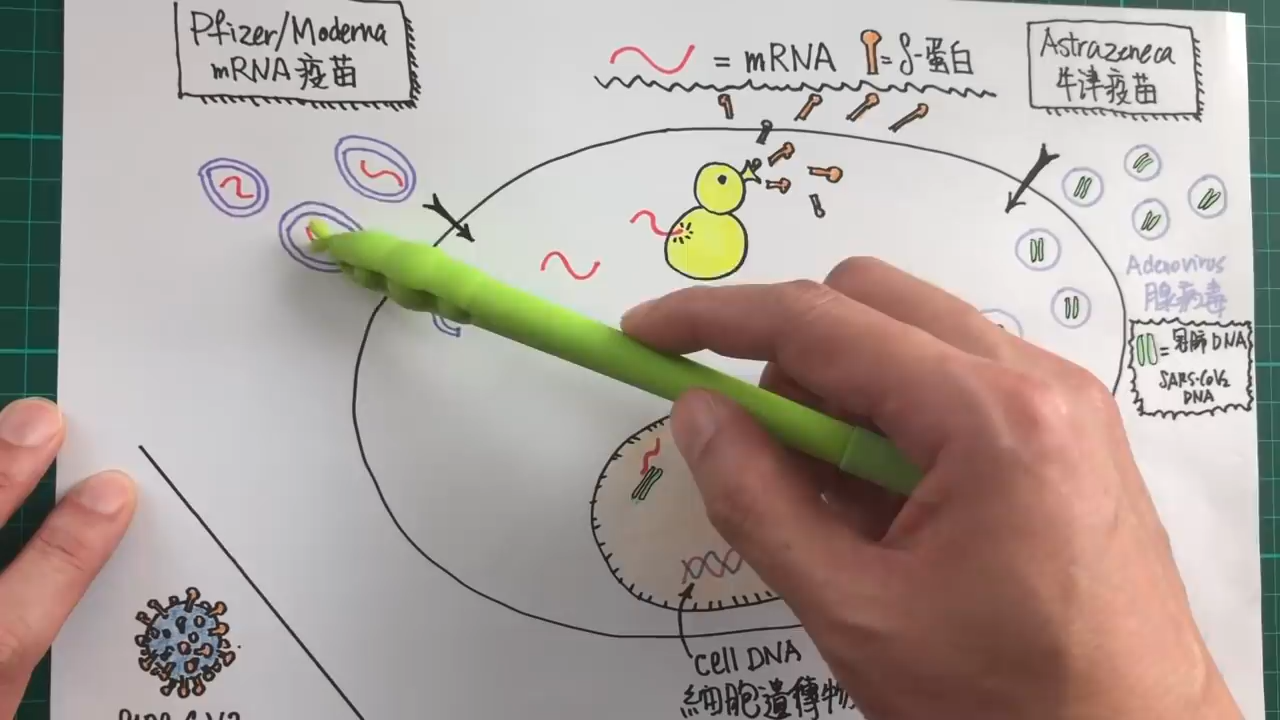 Pfizer/Moderna
mRNA疫苗
= mRNA
= S-蛋白
Astrazeneca
牛津疫苗
Adenovirus
腺病毒
= 冠肺DNA
SARS-CoV2
DNA
cell DNA
細胞遺傳物